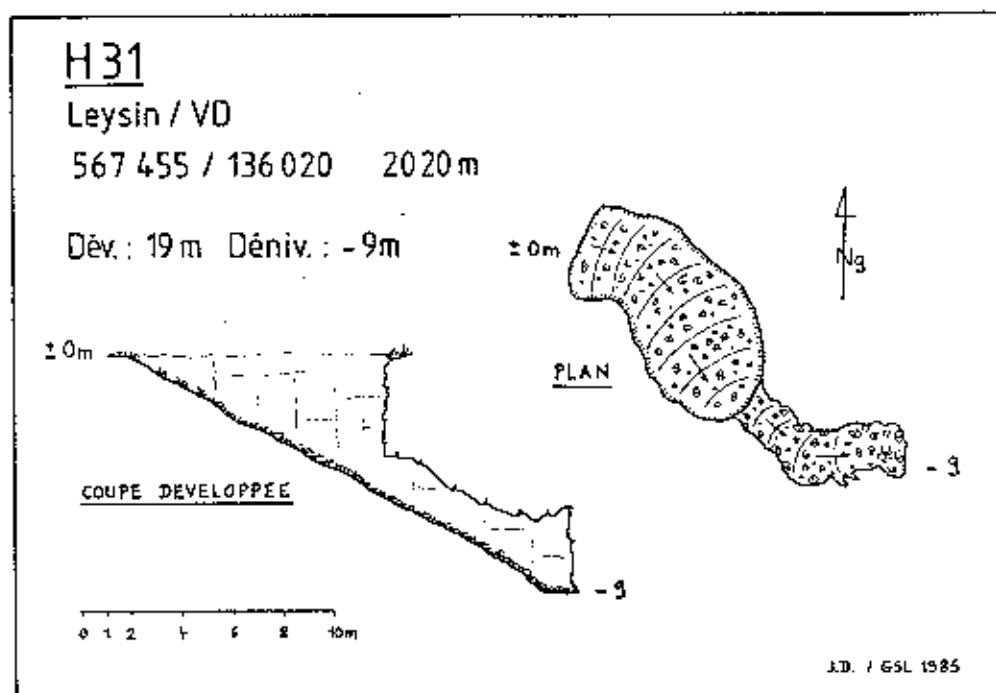 H31
Leysin / VD
567 455 / 136 020 2020 m
Dév. : 19 m Déniv. : - 9m
± 0m
Ng
± 0m
PLAN
- 9
COUPE DEVELOPPEE
- 9
0 1 2 4 6 8 10m
J.D. / GSL 1985